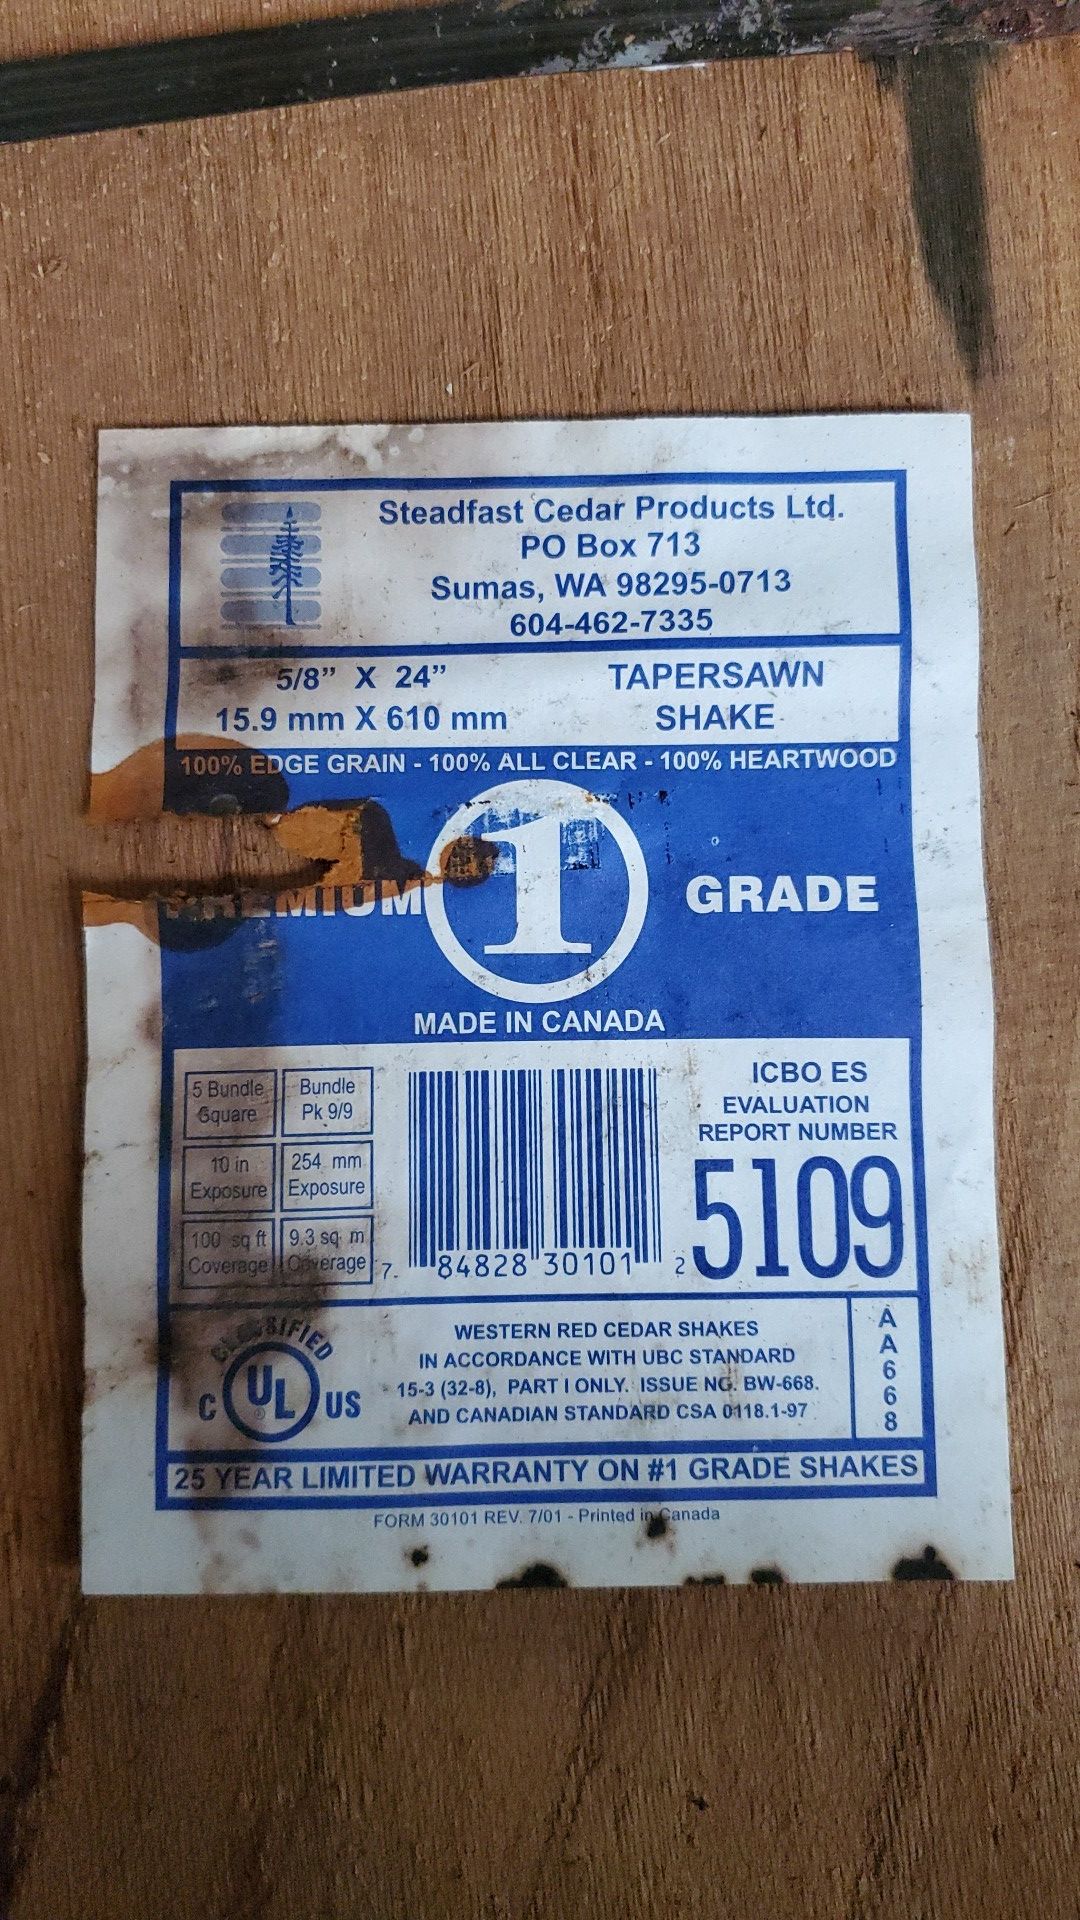 Steadfast Cedar Products Ltd.
PO Box 713
Sumas, WA 98295-0713
604-462-7335
5/8” X 24”
15.9 mm X 610 mm
TAPERSAWN
SHAKE
100% EDGE GRAIN - 100% ALL CLEAR - 100% HEARTWOOD
PREMIUM 1 GRADE
MADE IN CANADA
5 Bundle
Square
Bundle
Pk 9/9
10 in
Exposure
254 mm
Exposure
100 sq ft
Coverage
9.3 sq m
Coverage
7 84828 30101 2
ICBO ES
EVALUATION
REPORT NUMBER
5109
CLASSIFIED
C UL® US
WESTERN RED CEDAR SHAKES
IN ACCORDANCE WITH UBC STANDARD
15-3 (32-8), PART I ONLY. ISSUE NO. BW-668.
AND CANADIAN STANDARD CSA 0118.1-97
A
A
6
6
8
25 YEAR LIMITED WARRANTY ON #1 GRADE SHAKES
FORM 30101 REV. 7/01 - Printed in Canada